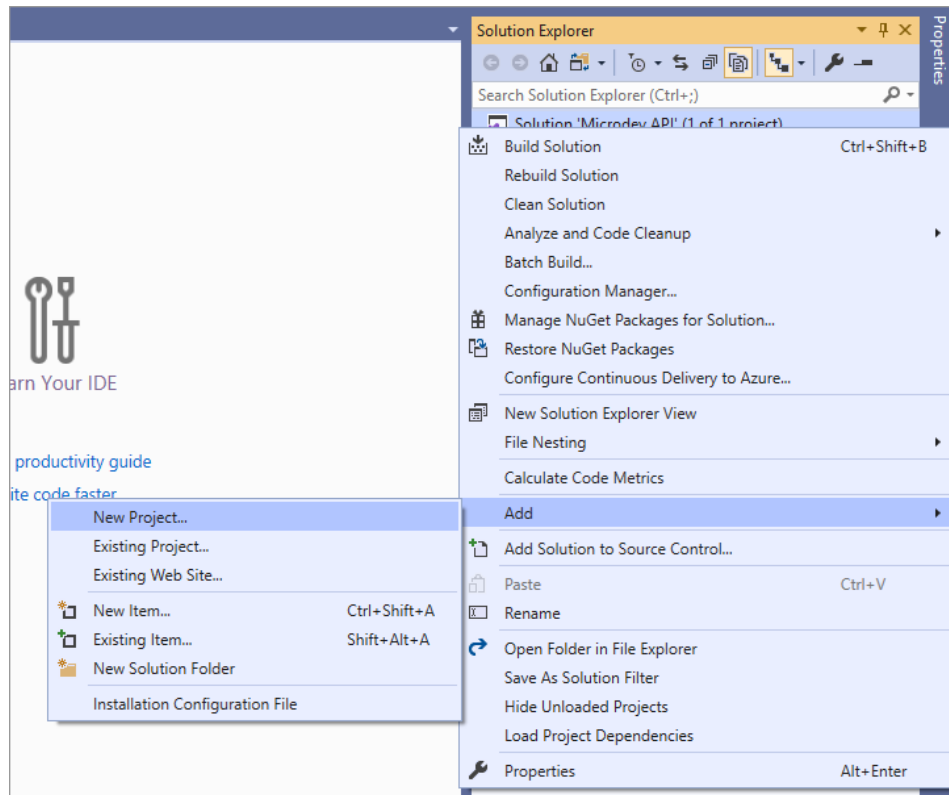 Solution Explorer
Properties
Search Solution Explorer (Ctrl+;)
Solution 'Microdev API' (1 of 1 project)
Build Solution Ctrl+Shift+B
Rebuild Solution
Clean Solution
Analyze and Code Cleanup
Batch Build...
Configuration Manager...
Manage NuGet Packages for Solution...
Restore NuGet Packages
Configure Continuous Delivery to Azure...
New Solution Explorer View
File Nesting
Calculate Code Metrics
Add
Add Solution to Source Control...
Paste Ctrl+V
Rename
Open Folder in File Explorer
Save As Solution Filter
Hide Unloaded Projects
Load Project Dependencies
Properties Alt+Enter
arn Your IDE
productivity guide
ite code faster
New Project...
Existing Project...
Existing Web Site...
New Item... Ctrl+Shift+A
Existing Item... Shift+Alt+A
New Solution Folder
Installation Configuration File